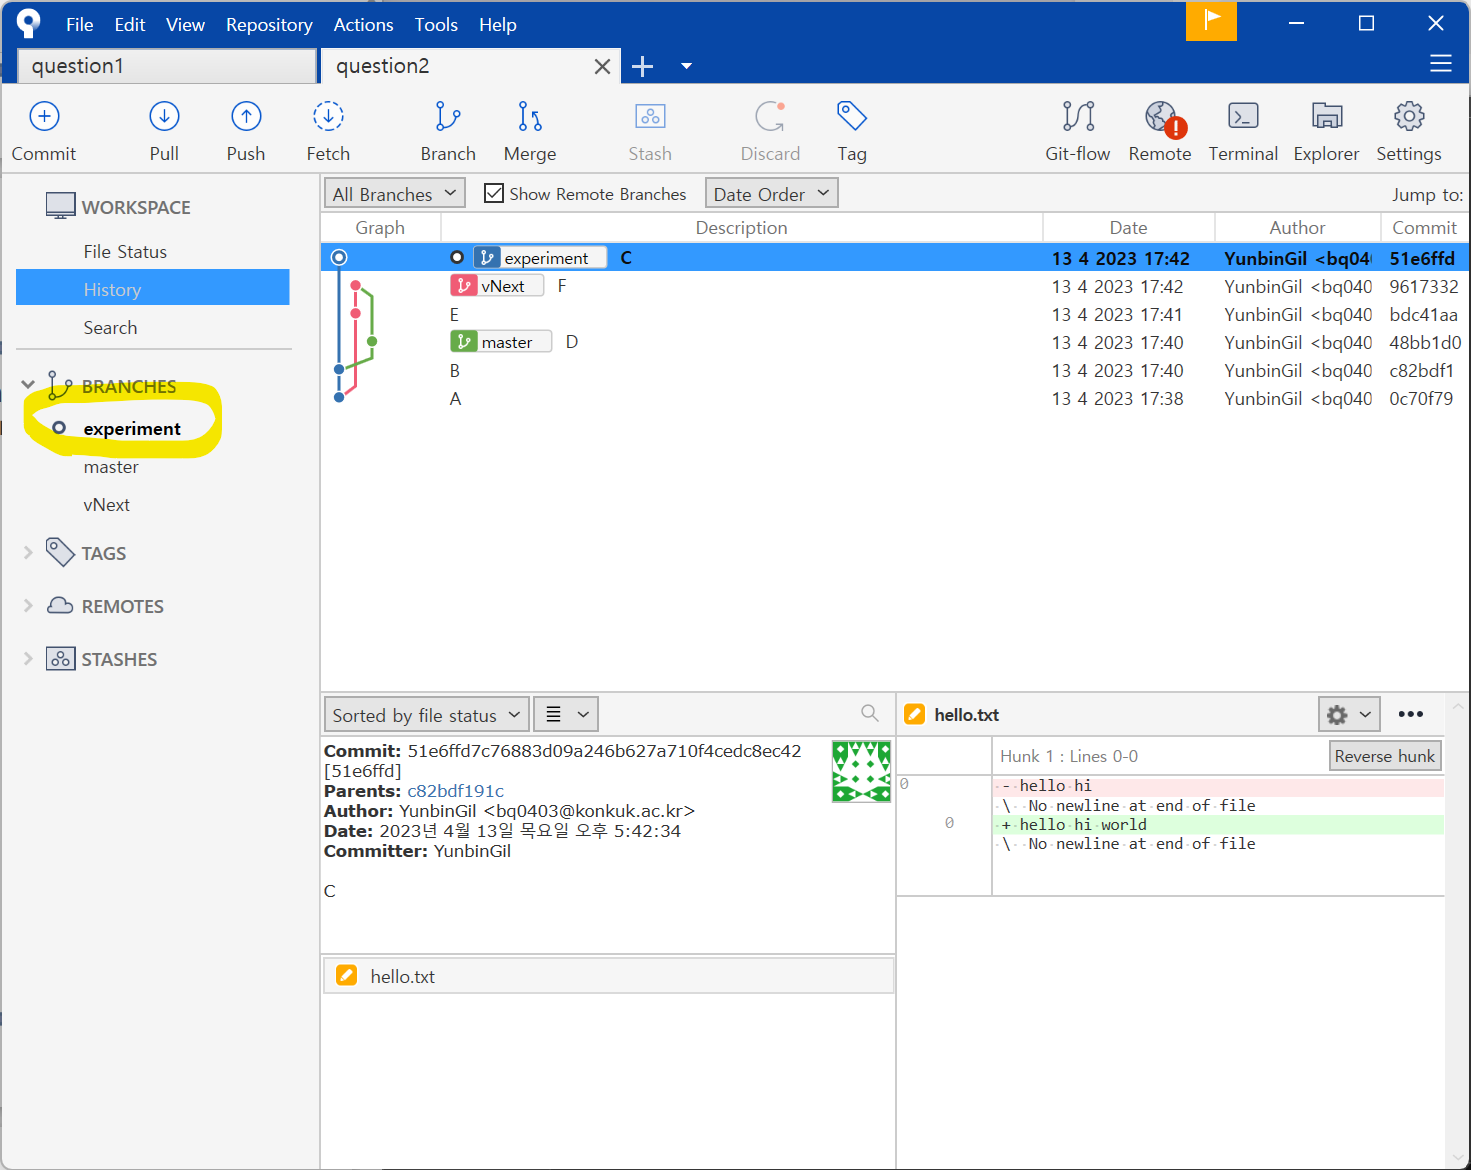 File Edit View Repository Actions Tools Help
question1 question2
Commit Pull Push Fetch Branch Merge Stash Discard Tag Git-flow Remote Terminal Explorer Settings
WORKSPACE
File Status
History
Search
BRANCHES
experiment
master
vNext
TAGS
REMOTES
STASHES
All Branches Show Remote Branches Date Order Jump to:
Graph Description Date Author Commit
experiment C 13 4 2023 17:42 YunbinGil <bq040 51e6ffd
vNext F 13 4 2023 17:42 YunbinGil <bq040 9617332
E 13 4 2023 17:41 YunbinGil <bq040 bdc41aa
master D 13 4 2023 17:40 YunbinGil <bq040 48bb1d0
B 13 4 2023 17:40 YunbinGil <bq040 c82bdf1
A 13 4 2023 17:38 YunbinGil <bq040 0c70f79
Sorted by file status
Commit: 51e6ffd7c76883d09a246b627a710f4cedc8ec42
[51e6ffd]
Parents: c82bdf191c
Author: YunbinGil <bq0403@konkuk.ac.kr>
Date: 2023년 4월 13일 목요일 오후 5:42:34
Committer: YunbinGil
C
hello.txt
hello.txt
Hunk 1 : Lines 0-0 Reverse hunk
0 - hello hi
\ No newline at end of file
0 + hello hi world
\ No newline at end of file